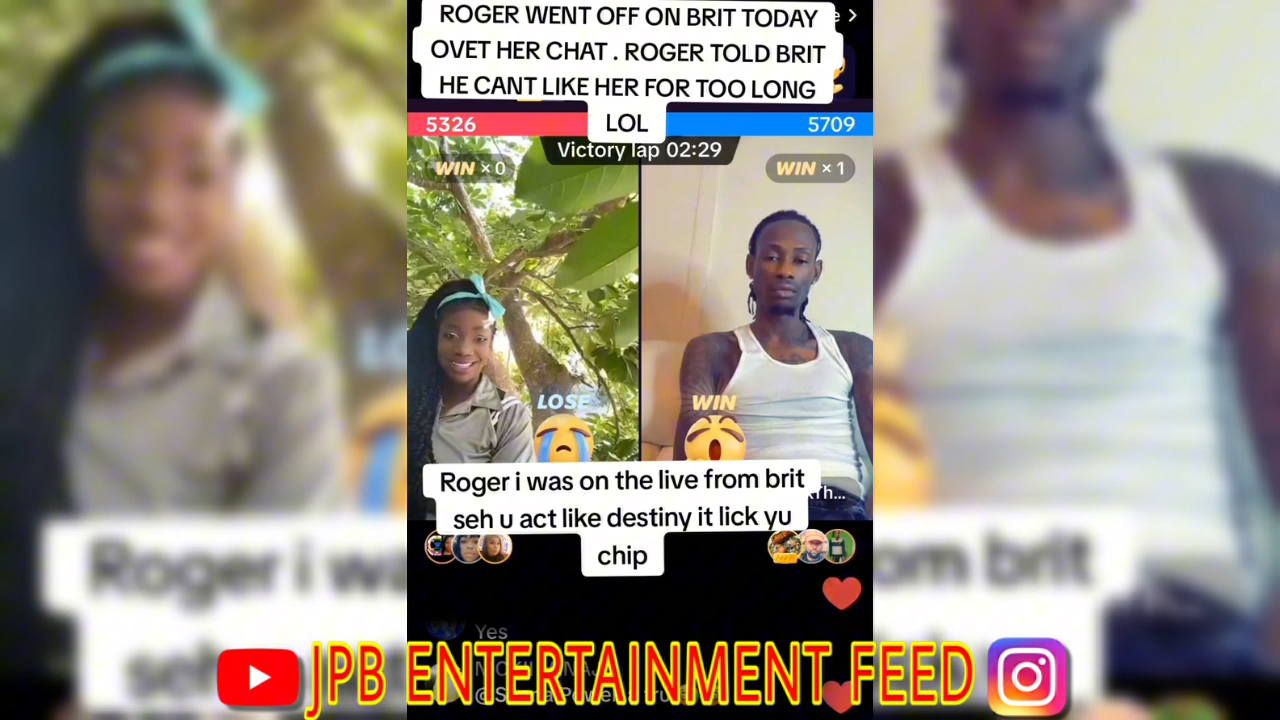 ROGER WENT OFF ON BRIT TODAY
OVET HER CHAT . ROGER TOLD BRIT
HE CANT LIKE HER FOR TOO LONG
LOL
5326
5709
Victory lap 02:29
WIN × 0
WIN × 1
LOSE
WIN
Roger i was on the live from brit
seh u act like destiny it lick yu
chip
Yes
JPB ENTERTAINMENT FEED